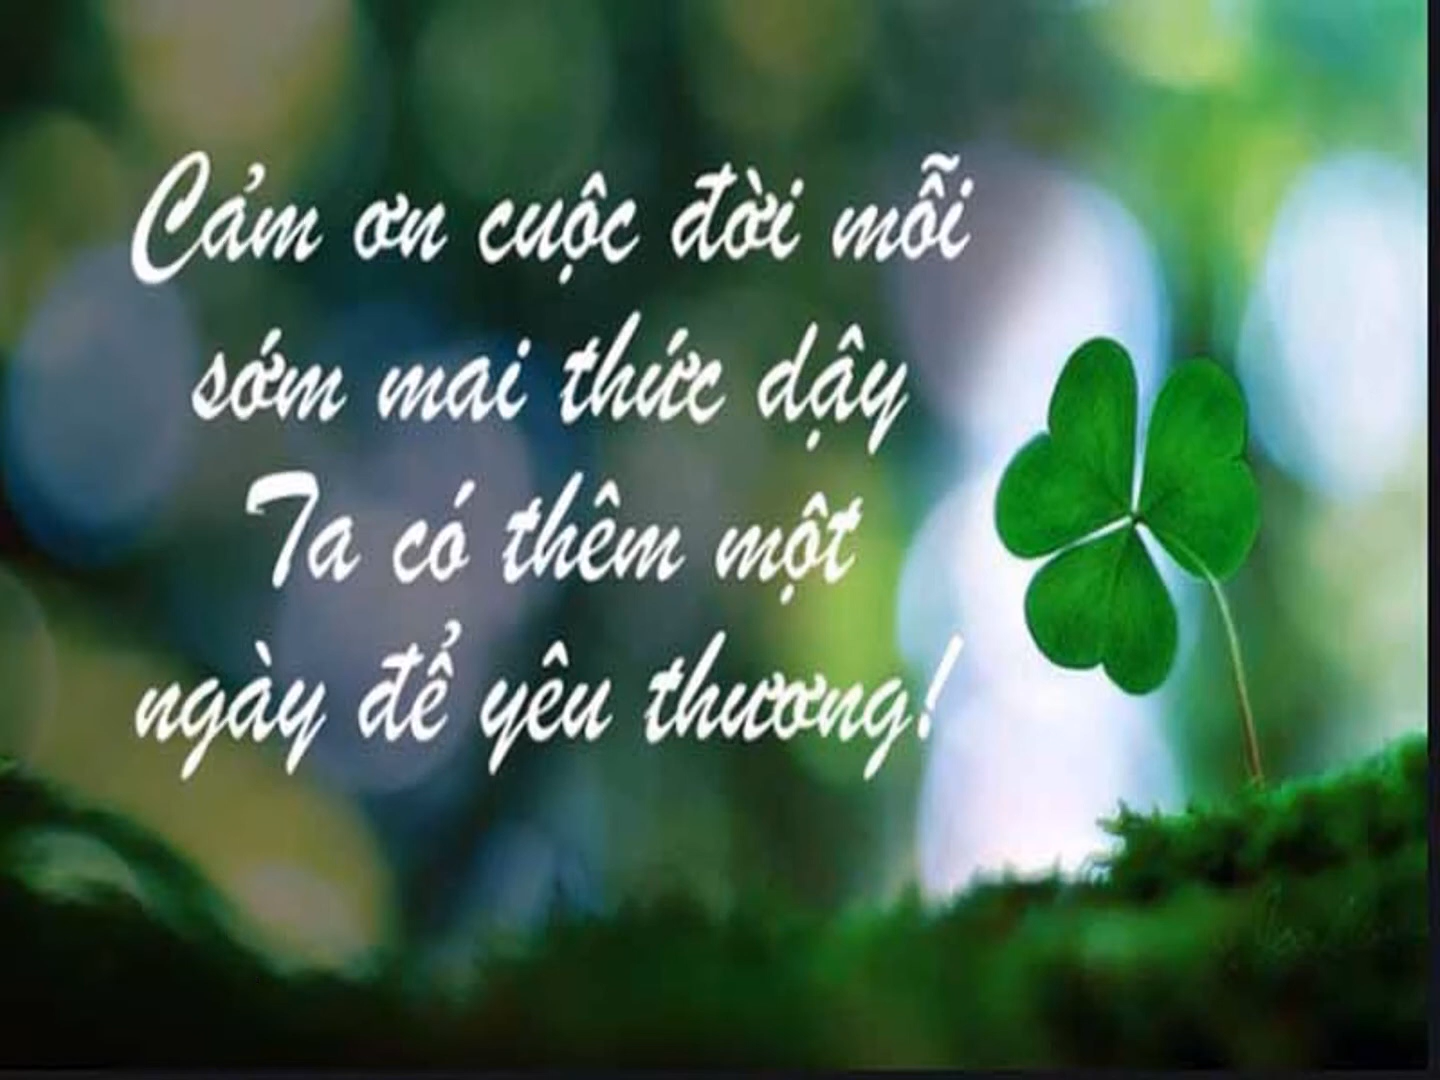 Cảm ơn cuộc đời mỗi
sớm mai thức dậy
Ta có thêm một
ngày để yêu thương!